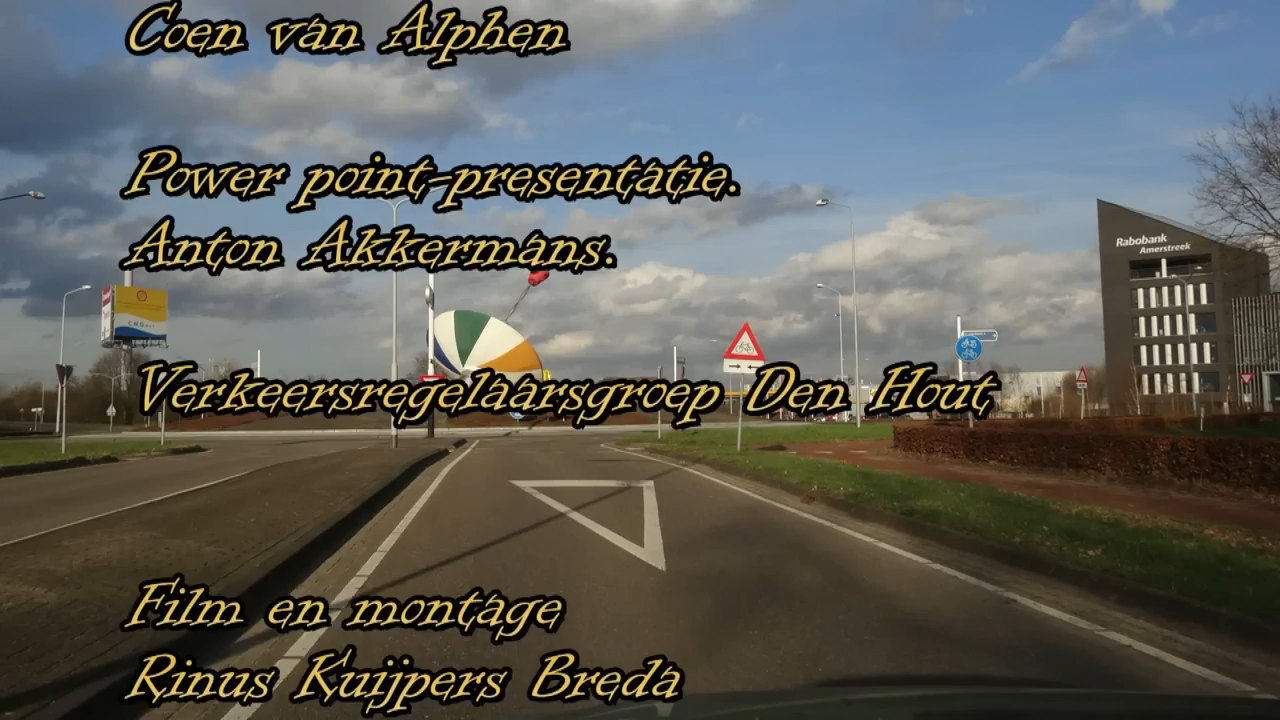 Coen van Alphen
Power point-presentatie.
Anton Akkermans.
Verkeersregelaarsgroep Den Hout
Film en montage
Rinus Kuijpers Breda
Rabobank
Amerstreek